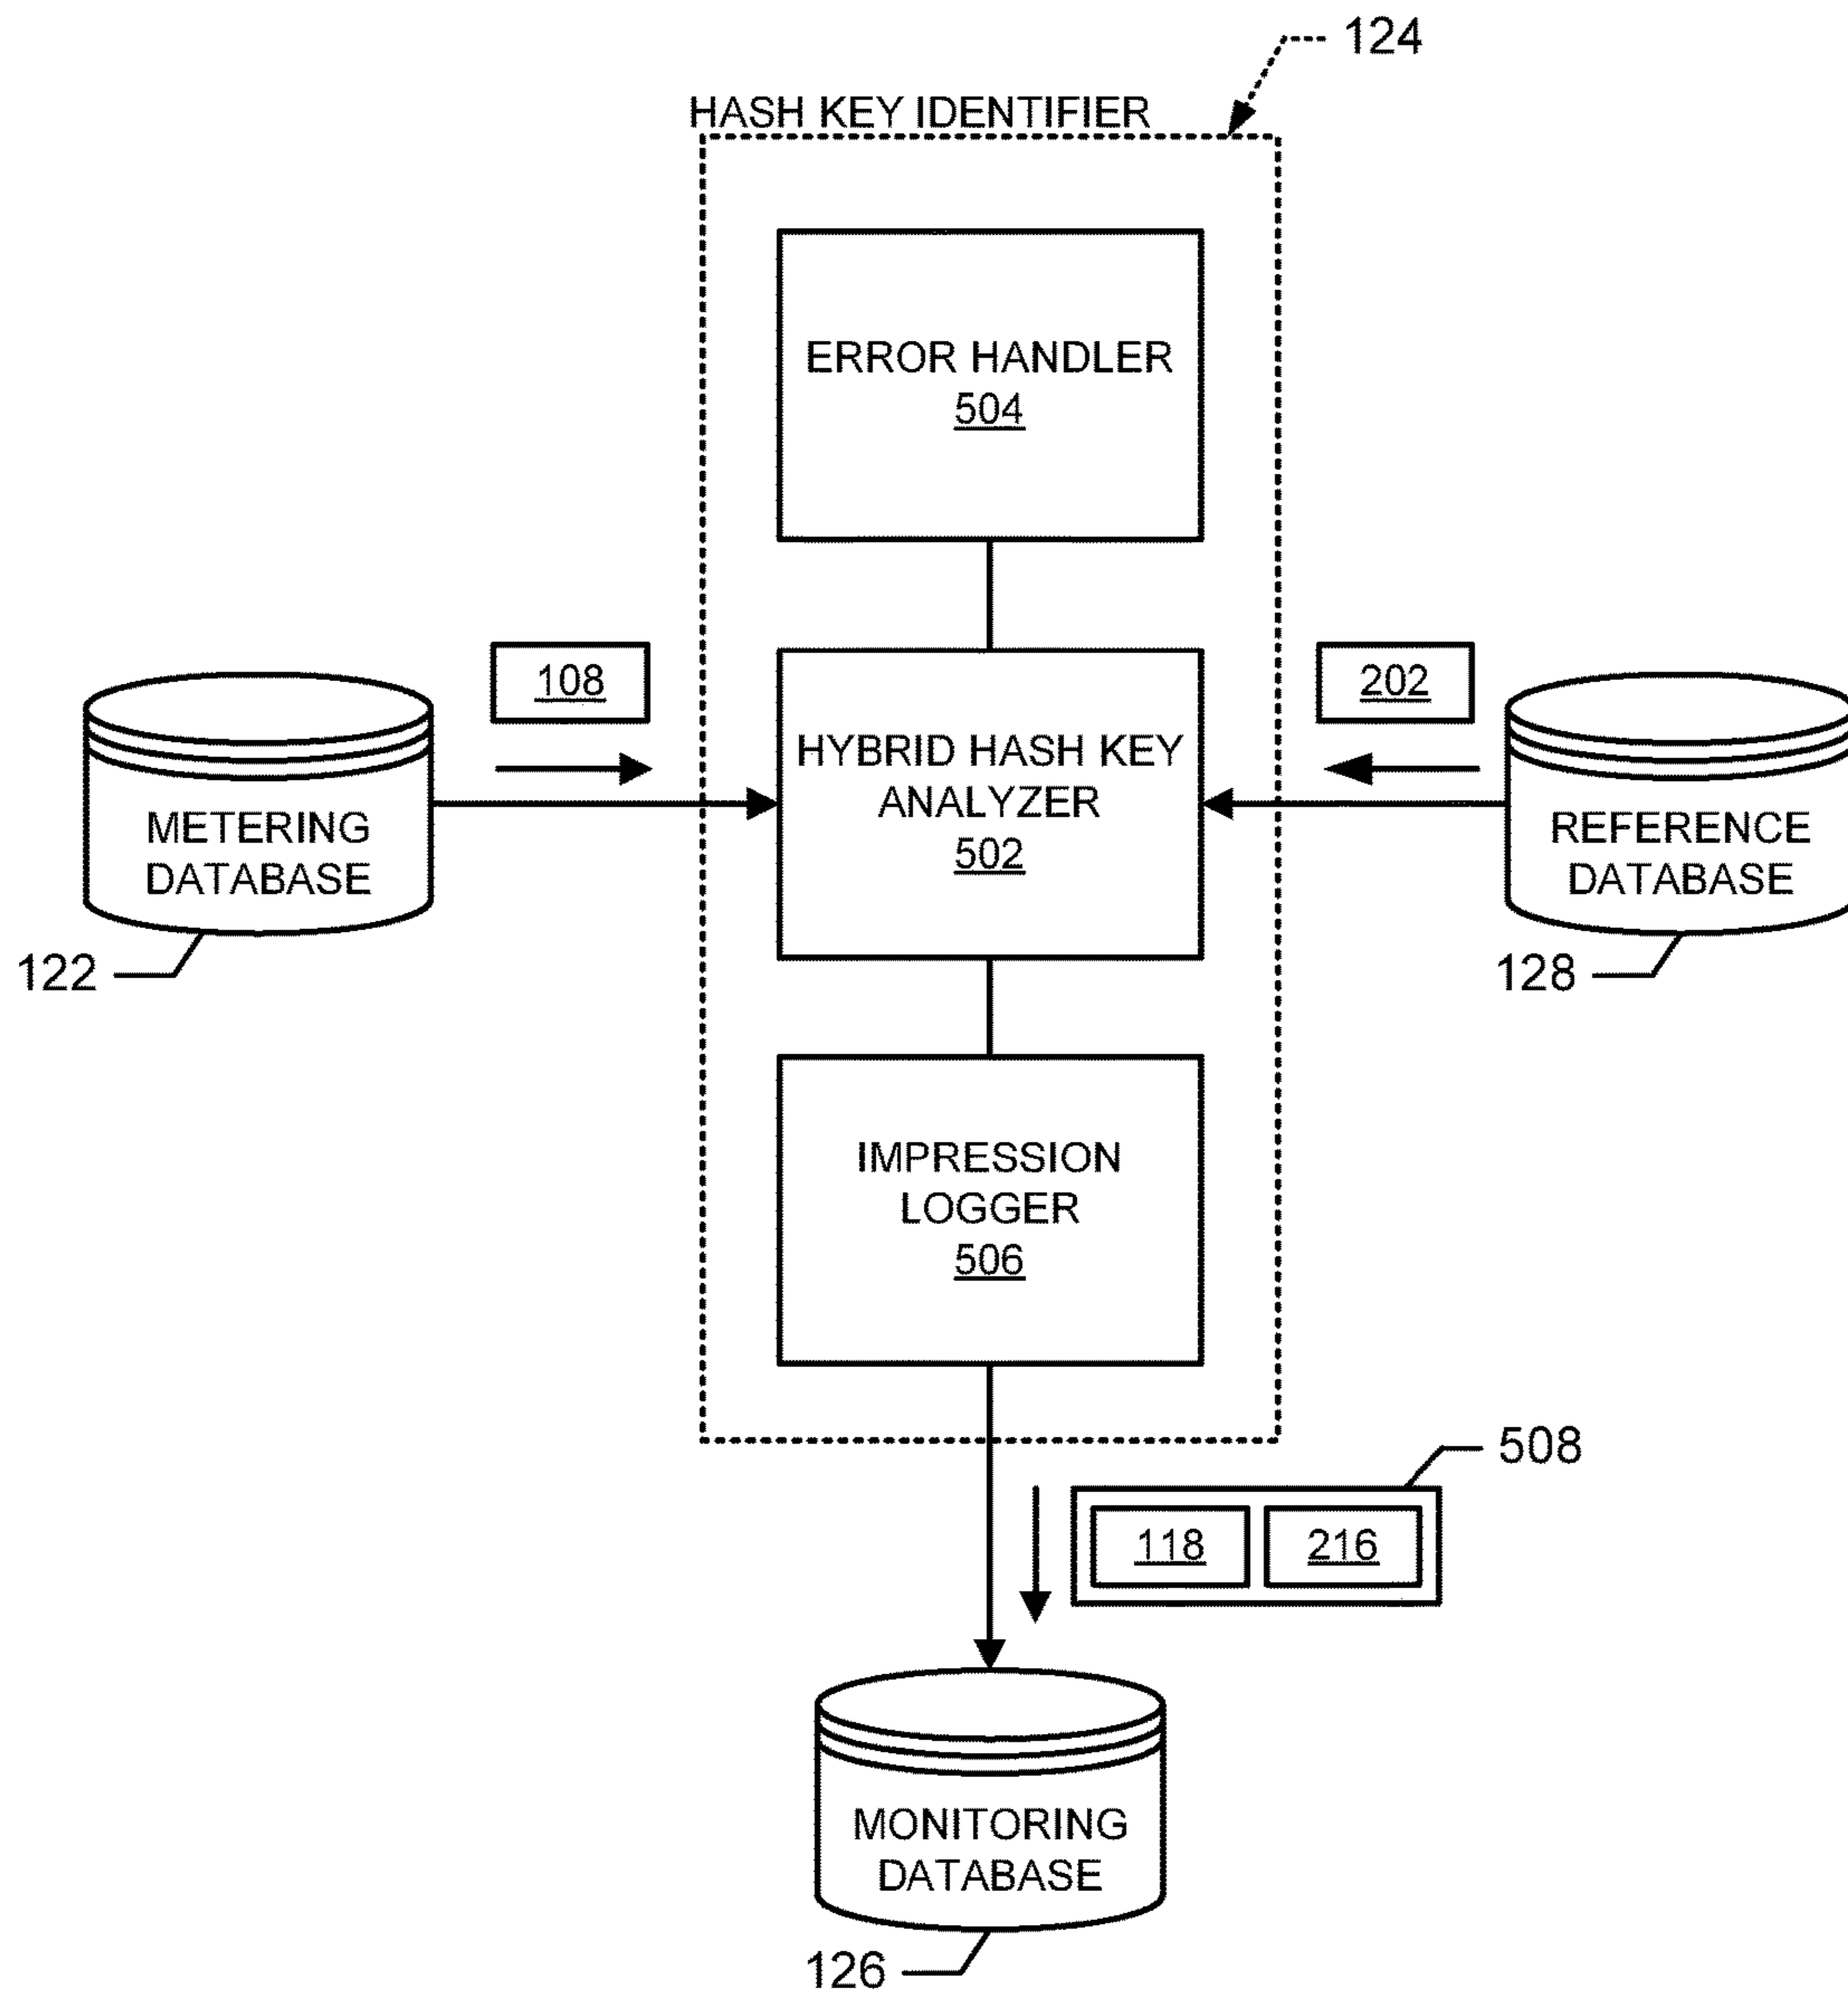 124
HASH KEY IDENTIFIER
ERROR HANDLER
504
108
202
HYBRID HASH KEY
ANALYZER
502
METERING
DATABASE
REFERENCE
DATABASE
122
128
IMPRESSION
LOGGER
506
508
118
216
MONITORING
DATABASE
126